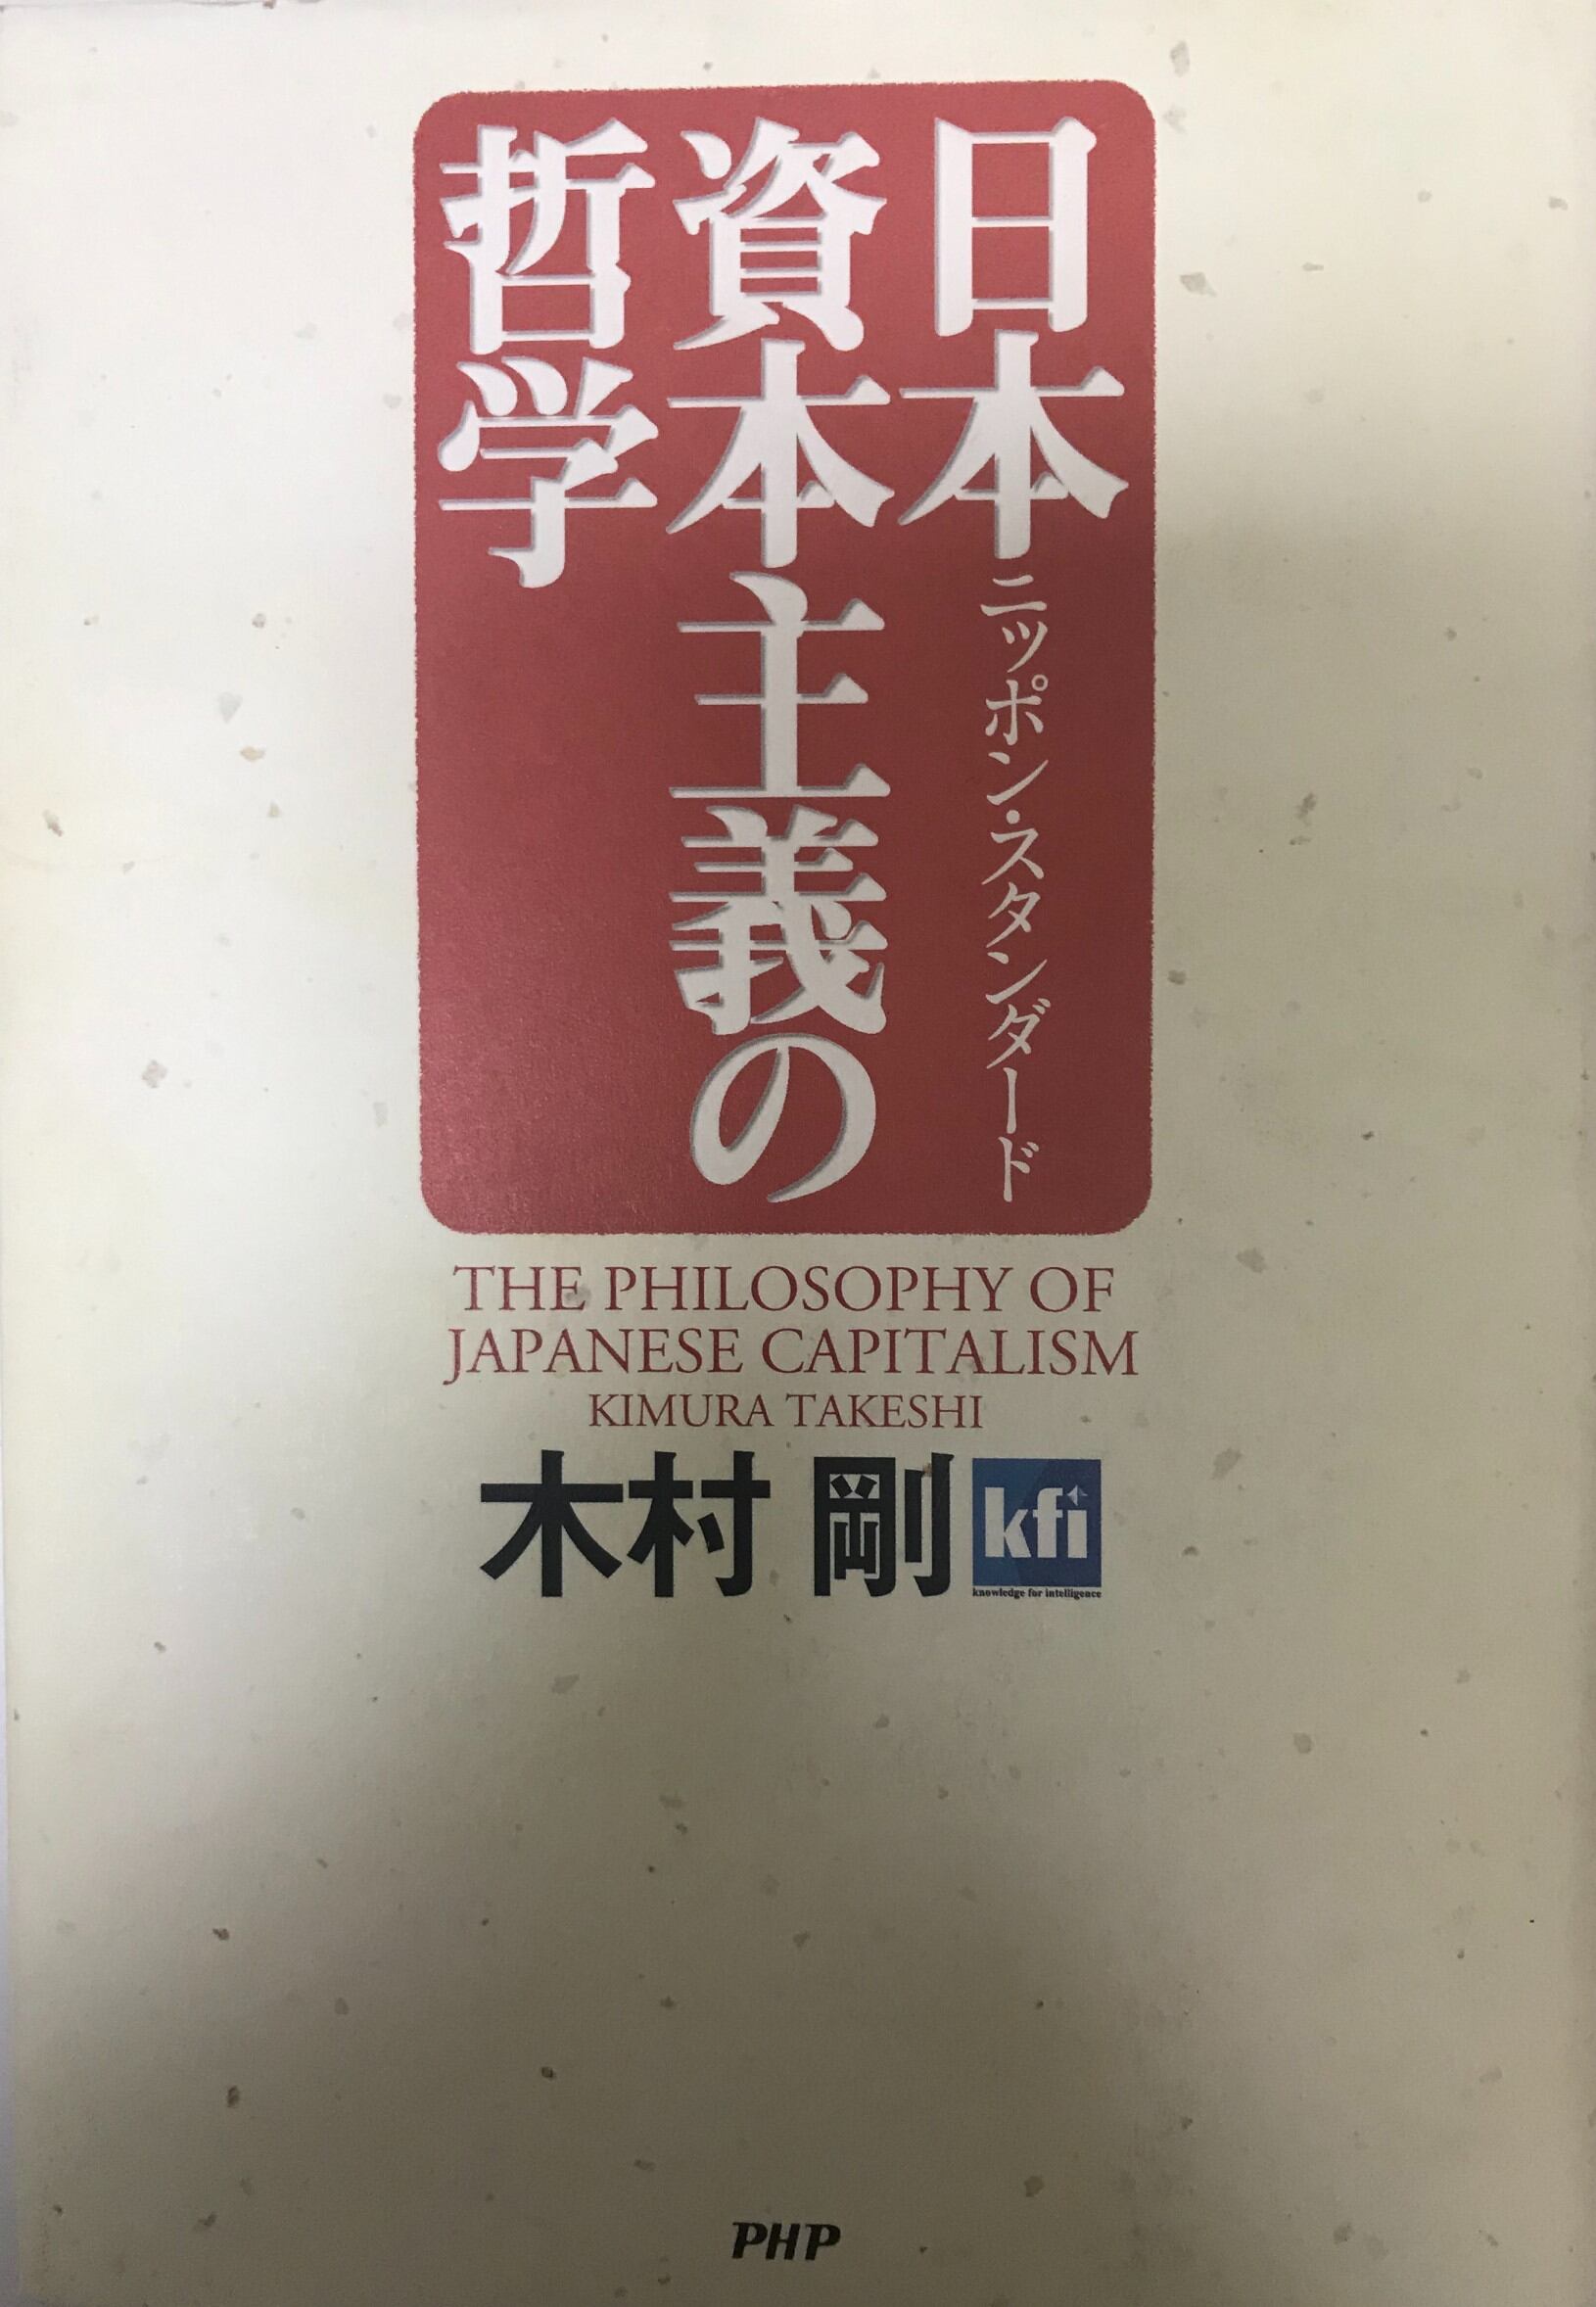 日本
資本主義の
哲学
ニッポン・スタンダード
THE PHILOSOPHY OF
JAPANESE CAPITALISM
KIMURA TAKESHI
木村 剛
kfi
knowledge for intelligence
PHP